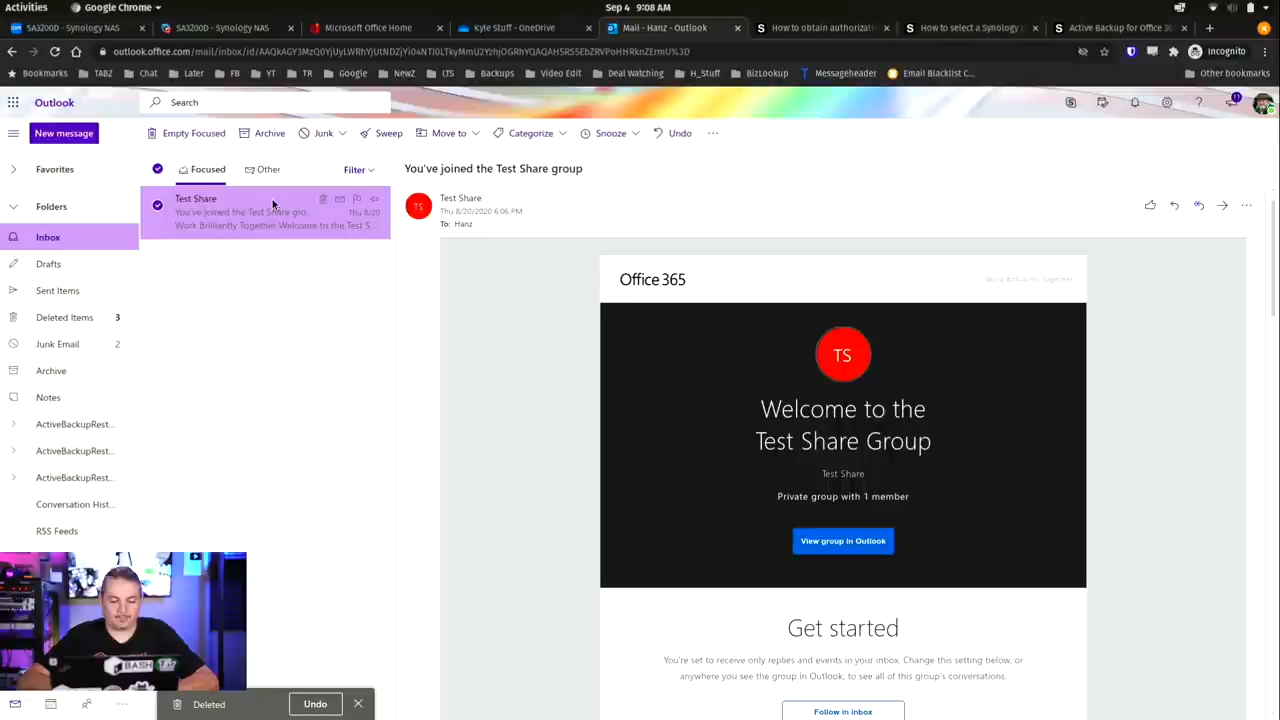 Activities Google Chrome Sep 4 9:08 AM
SA3200D - Synology NAS SA3200D - Synology NAS Microsoft Office Home Kyle Stuff - OneDrive Mail - Hanz - Outlook S How to obtain authorizat S How to select a Synology S Active Backup for Office 36
outlook.office.com/mail/inbox/id/ Incognito
Bookmarks TAB2 Chat Later FB YT TR Google NewZ LTS Backups Video Edit Deal Watching H_Stuff BizLookup Messageheader Email Blacklist C... Other bookmarks
Outlook Search
New message Empty Focused Archive Junk Sweep Move to Categorize Snooze Undo ...
Favorites Focused Other Filter You've joined the Test Share group
Folders
Test Share
You've joined the Test Share gro... Thu 8/20
Work Brilliantly Together Welcome to the Test S...
TS Test Share
Thu 8/20/2020 6:06 PM
To: Hanz
Inbox
Drafts
Sent Items
Deleted Items 3
Junk Email 2
Archive
Notes
ActiveBackupRest...
ActiveBackupRest...
ActiveBackupRest...
Conversation Hist...
RSS Feeds
Office 365 Work Brilliantly Together
TS
Welcome to the
Test Share Group
Test Share
Private group with 1 member
View group in Outlook
Get started
You're set to receive only replies and events in your inbox. Change this setting below, or
anywhere you see the group in Outlook, to see all of this group's conversations.
Follow in inbox
BASH
Deleted Undo